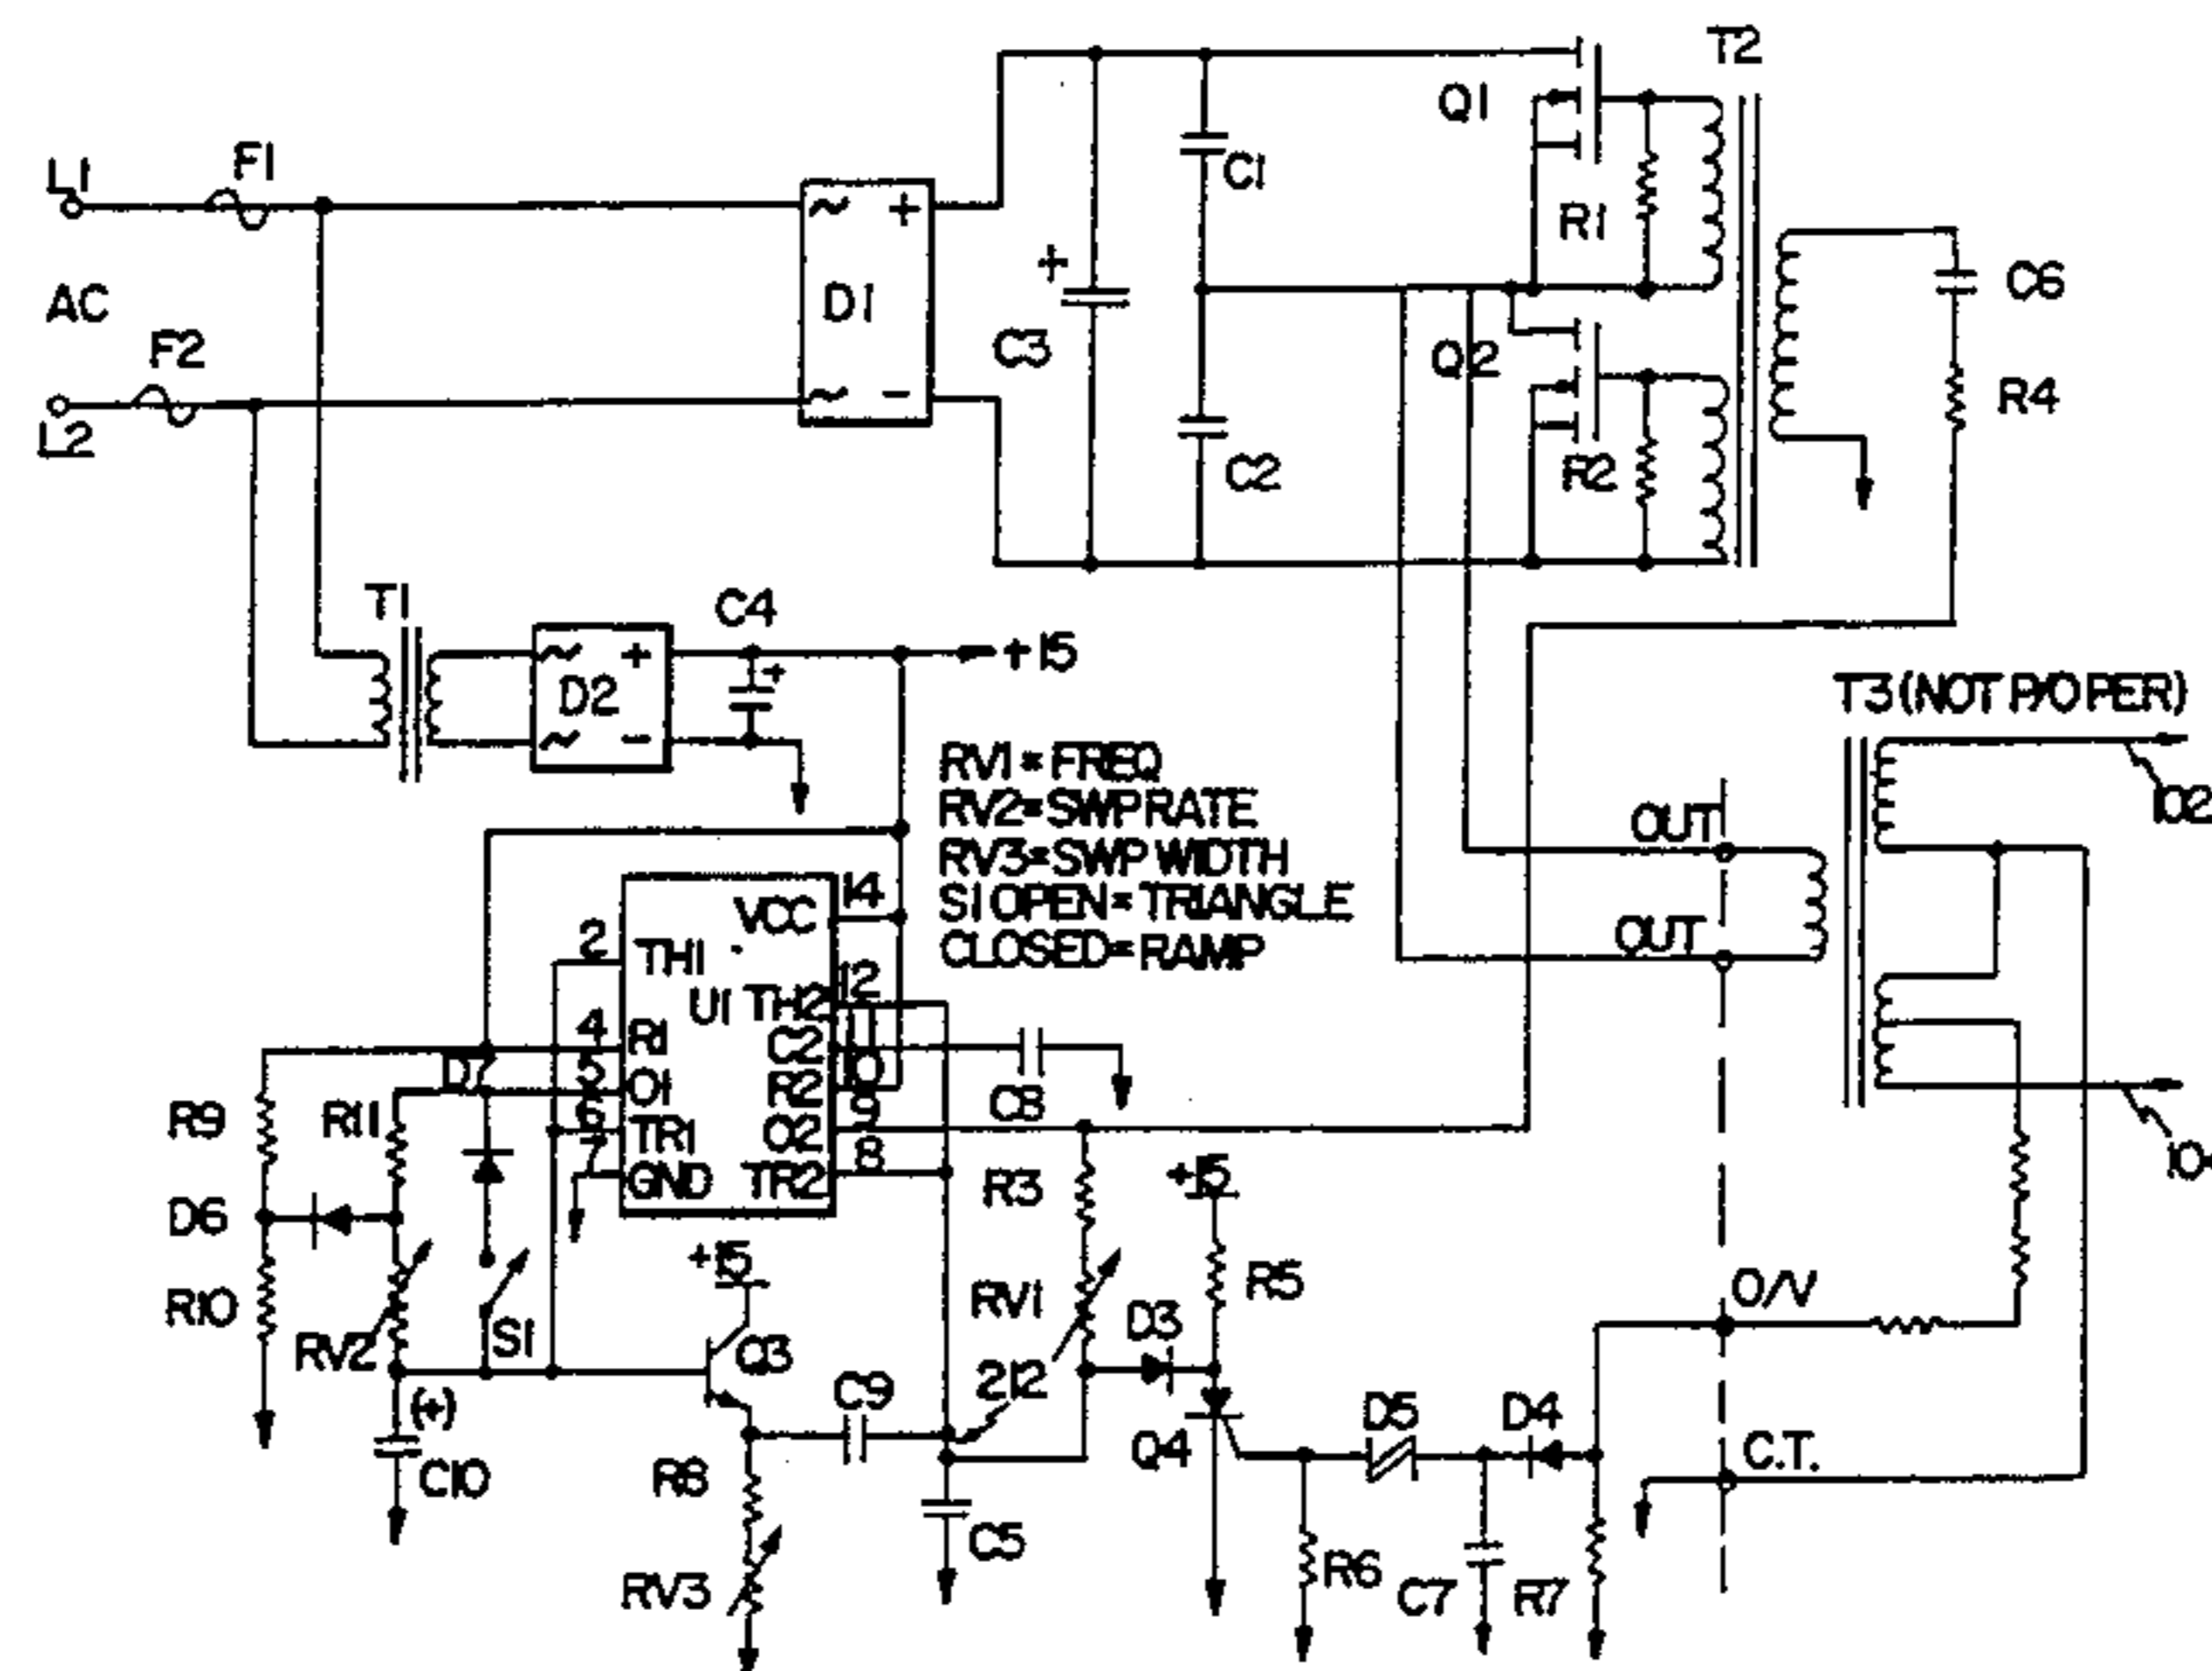 T2
Q1
L1
F1
C1
R1
C6
AC
D1
F2
C3
Q2
R4
L2
C2
R2
T1
C4
+15
D2
T3 (NOT P/O PER)
RV1= FREQ
RV2= SWP RATE
RV3= SWP WIDTH
S1 OPEN= TRIANGLE
CLOSED= RAMP
102
OUT
OUT
14
VCC
2
TH1
12
U1 TH2
11
4
R1
C2
D7
5
10
O1
R2
C8
R9
R11
6
9
TR1
O2
7
8
GND
TR2
R3
+15
D6
+15
R5
R10
RV1
O/V
RV2
S1
Q3
D3
(+)
C9
212
D5
D4
C10
Q4
C.T.
R8
C5
RV3
R6
C7
R7